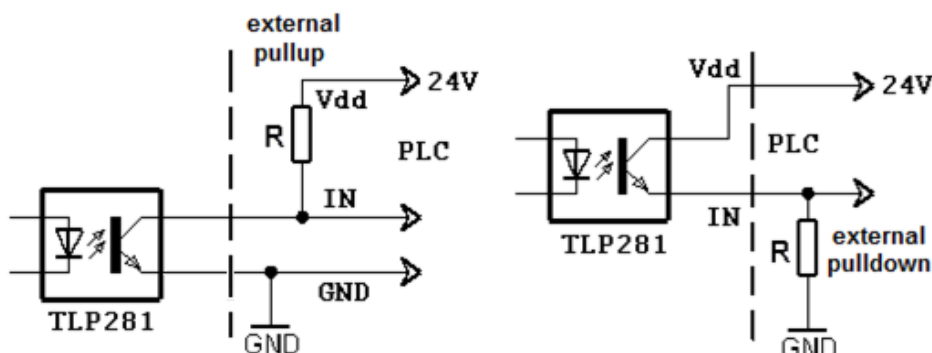 external
pullup
Vdd
24V
R
PLC
IN
GND
TLP281
GND
Vdd
24V
PLC
TLP281
IN
R
external
pulldown
GND